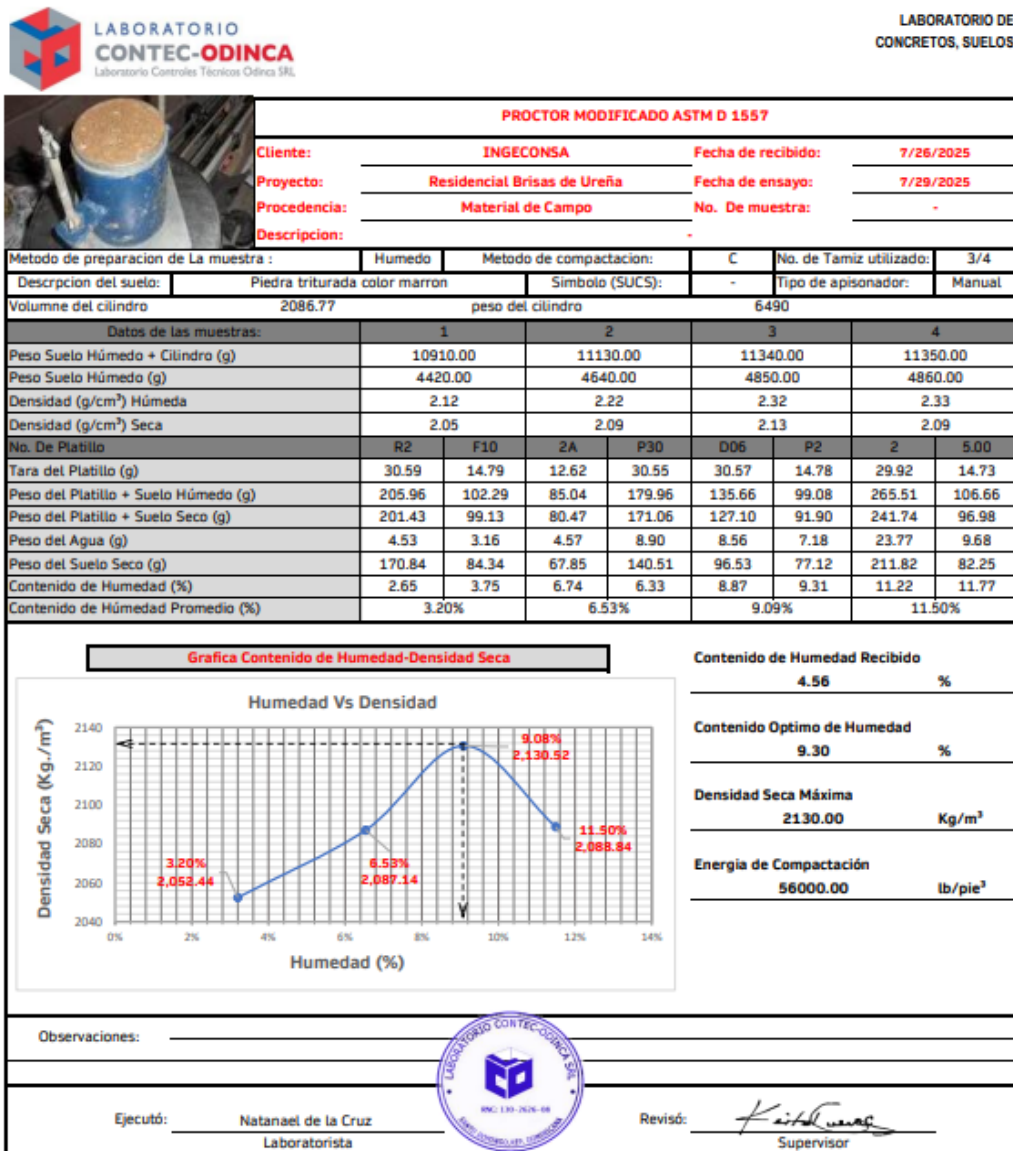 LABORATORIO
CONTEC-ODINCA
Laboratorio Controles Técnicos Odinca SRL
LABORATORIO DE
CONCRETOS, SUELOS
PROCTOR MODIFICADO ASTM D 1557
Cliente: INGECONSA Fecha de recibido: 7/26/2025
Proyecto: Residencial Brisas de Ureña Fecha de ensayo: 7/29/2025
Procedencia: Material de Campo No. De muestra: -
Descripcion: -
Metodo de preparacion de La muestra : Humedo Metodo de compactacion: C No. de Tamiz utilizado: 3/4
Descrpcion del suelo: Piedra triturada color marron Simbolo (SUCS): - Tipo de apisonador: Manual
Volumne del cilindro 2086.77 peso del cilindro 6490
Datos de las muestras: 1 2 3 4
Peso Suelo Húmedo + Cilindro (g) 10910.00 11130.00 11340.00 11350.00
Peso Suelo Húmedo (g) 4420.00 4640.00 4850.00 4860.00
Densidad (g/cm³) Húmeda 2.12 2.22 2.32 2.33
Densidad (g/cm³) Seca 2.05 2.09 2.13 2.09
No. De Platillo R2 F10 2A P30 D06 P2 2 5.00
Tara del Platillo (g) 30.59 14.79 12.62 30.55 30.57 14.78 29.92 14.73
Peso del Platillo + Suelo Húmedo (g) 205.96 102.29 85.04 179.96 135.66 99.08 265.51 106.66
Peso del Platillo + Suelo Seco (g) 201.43 99.13 80.47 171.06 127.10 91.90 241.74 96.98
Peso del Agua (g) 4.53 3.16 4.57 8.90 8.56 7.18 23.77 9.68
Peso del Suelo Seco (g) 170.84 84.34 67.85 140.51 96.53 77.12 211.82 82.25
Contenido de Humedad (%) 2.65 3.75 6.74 6.33 8.87 9.31 11.22 11.77
Contenido de Húmedad Promedio (%) 3.20% 6.53% 9.09% 11.50%
Grafica Contenido de Humedad-Densidad Seca
Humedad Vs Densidad
Densidad Seca (Kg./m³)
2140
2120
2100
2080
2060
2040
9.08%
2,130.52
11.50%
2,088.84
3.20%
2,052.44
6.53%
2,087.14
0% 2% 4% 6% 8% 10% 12% 14%
Humedad (%)
Contenido de Humedad Recibido
4.56 %
Contenido Optimo de Humedad
9.30 %
Densidad Seca Máxima
2130.00 Kg/m³
Energia de Compactación
56000.00 lb/pie³
Observaciones:
LABORATORIO CONTEC-ODINCA SRL
RNC: 130-2626-08
Ejecutó: Natanael de la Cruz
Laboratorista
Revisó:
Supervisor